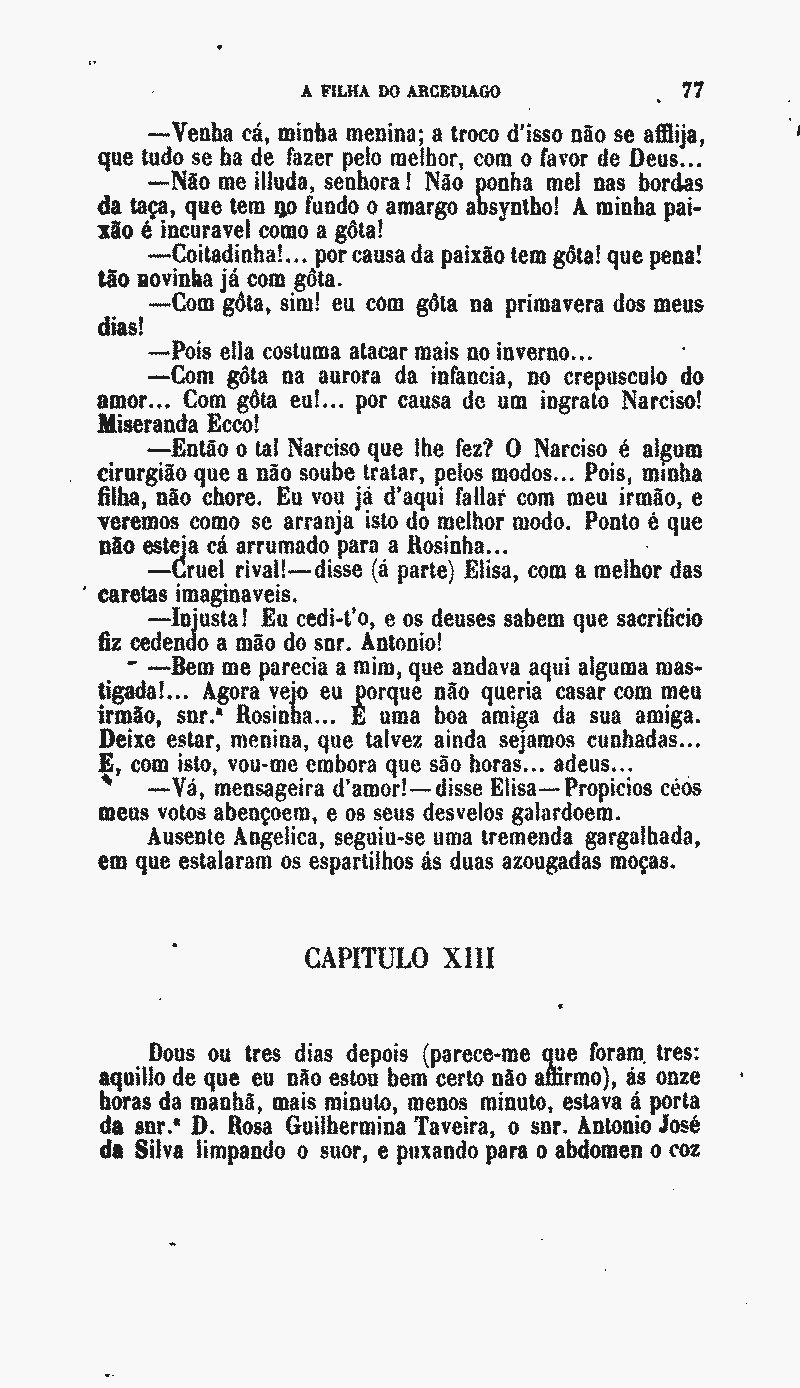 A FILHA DO ARCEDIAGO 77
—Venha cá, minha menina; a troco d'isso não se afflija,
que tudo se ha de fazer pelo melhor, com o favor de Deus...
—Não me illuda, senhora! Não ponha mel nas bordas
da taça, que tem no fundo o amargo absyntho! A minha pai-
xão é incuravel como a gôta!
—Coitadinha!... por causa da paixão tem gôta! que pena!
tão novinha já com gôta.
—Com gôta, sim! eu com gôta na primavera dos meus
dias!
—Pois ella costuma atacar mais no inverno...
—Com gôta na aurora da infancia, no crepusculo do
amor... Com gôta eu!... por causa de um ingrato Narciso!
Miseranda Ecco!
—Então o tal Narciso que lhe fez? O Narciso é algum
cirurgião que a não soube tratar, pelos modos... Pois, minha
filha, não chore. Eu vou já d'aqui fallar com meu irmão, e
veremos como se arranja isto do melhor modo. Ponto é que
não esteja cá arrumado para a Rosinha...
—Cruel rival!—disse (á parte) Elisa, com a melhor das
caretas imaginaveis.
—Injusta! Eu cedi-t'o, e os deuses sabem que sacrificio
fiz cedendo a mão do snr. Antonio!
—Bem me parecia a mim, que andava aqui alguma mas-
tigada!... Agora vejo eu porque não queria casar com meu
irmão, snr.ª Rosinha... É uma boa amiga da sua amiga.
Deixe estar, menina, que talvez ainda sejamos cunhadas...
E, com isto, vou-me embora que são horas... adeus...
—Vá, mensageira d'amor!—disse Elisa—Propicios céos
meus votos abençoem, e os seus desvelos galardoem.
Ausente Angelica, seguiu-se uma tremenda gargalhada,
em que estalaram os espartilhos ás duas azougadas moças.
CAPITULO XIII
Dous ou tres dias depois (parece-me que foram tres:
aquillo de que eu não estou bem certo não affirmo), ás onze
horas da manhã, mais minuto, menos minuto, estava á porta
da snr.ª D. Rosa Guilhermina Taveira, o snr. Antonio José
da Silva limpando o suor, e puxando para o abdomen o coz